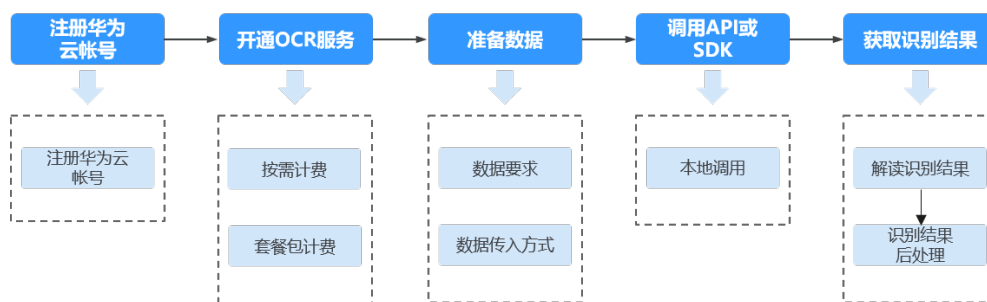 注册华为
云帐号
开通OCR服务
准备数据
调用API或
SDK
获取识别结果
注册华为云
帐号
按需计费
套餐包计费
数据要求
数据传入方式
本地调用
解读识别结果
识别结果
后处理